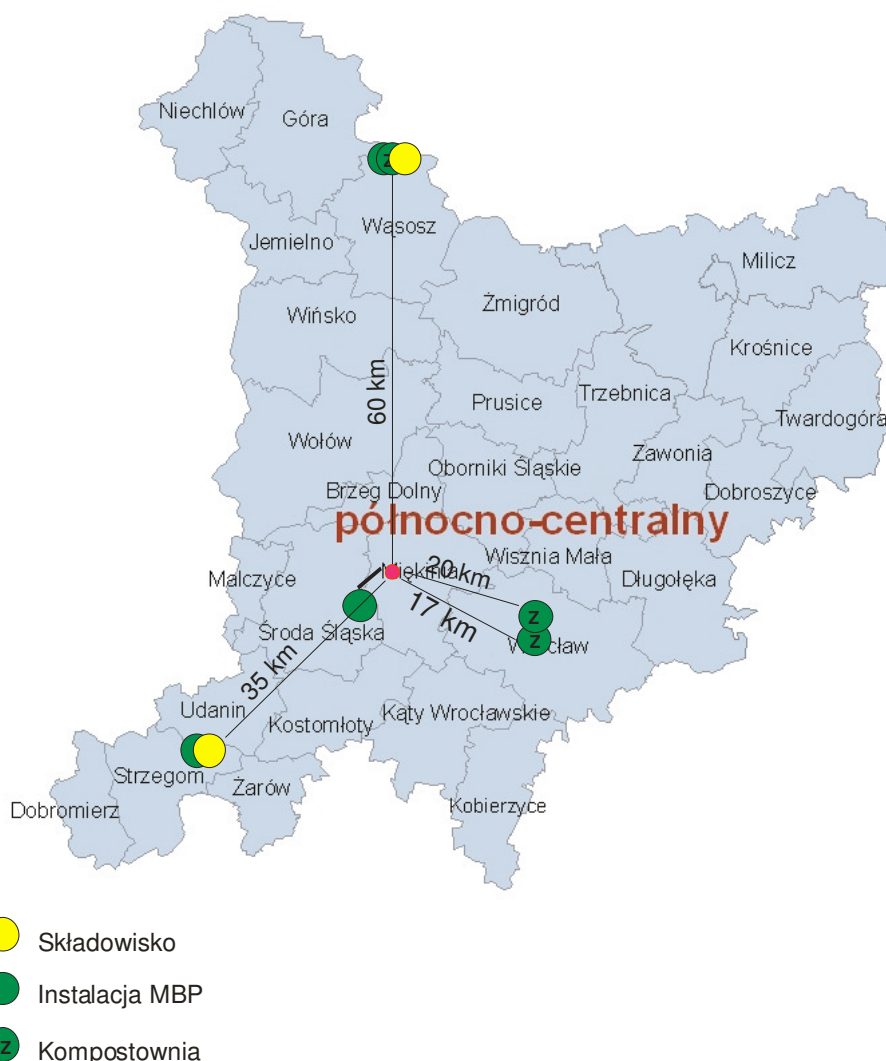 Niechlów
Góra
z
Wąsosz
Jemielno
Milicz
Wińsko
Żmigród
Krośnice
60 km
Prusice
Trzebnica
Twardogóra
Wołów
Oborniki Śląskie
Zawonia
Brzeg Dolny
Dobroszyce
północno-centralny
Wisznia Mała
Malczyce
Miękinia
20 km
Długołęka
17 km
z
Środa Śląska
z
Wrocław
35 km
Udanin
Kostomłoty
Kąty Wrocławskie
Strzegom
Żarów
Dobromierz
Kobierzyce
Składowisko
Instalacja MBP
z
Kompostownia